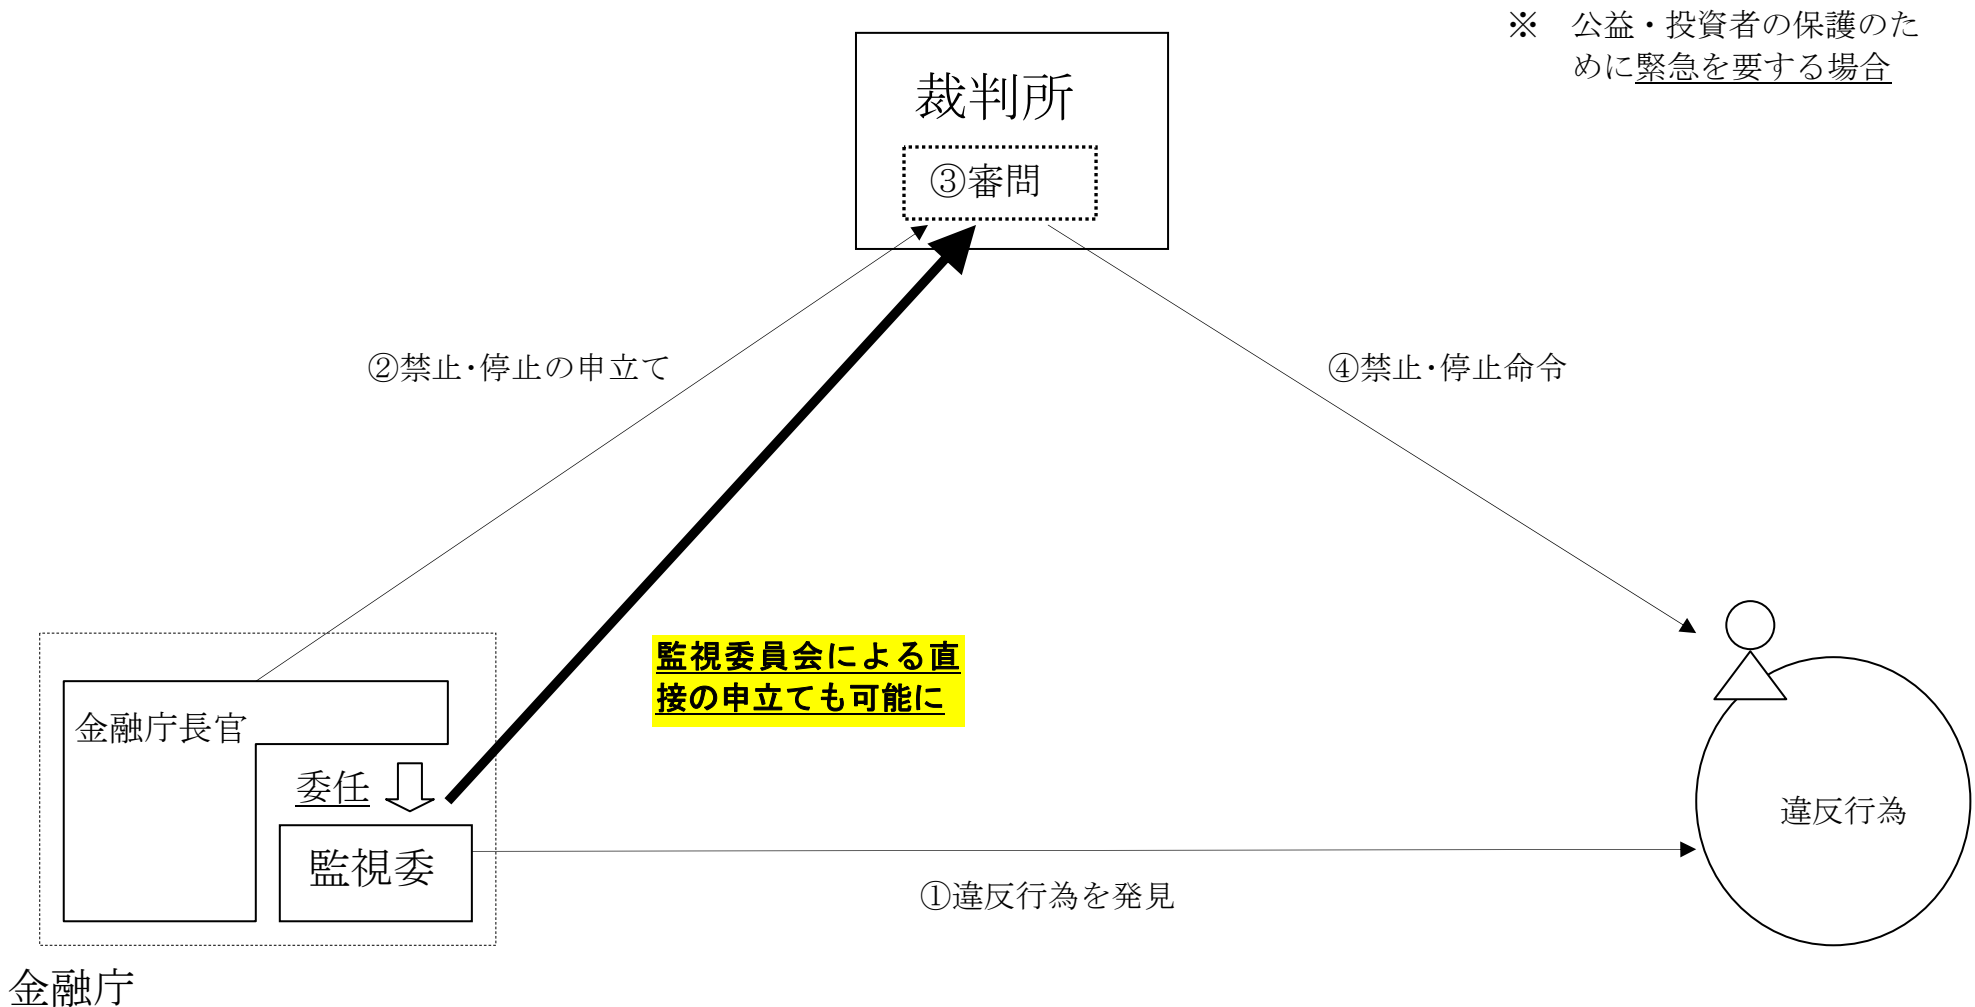 ※　公益・投資者の保護のた
めに緊急を要する場合
裁判所
③審問
②禁止･停止の申立て
④禁止･停止命令
監視委員会による直
接の申立ても可能に
金融庁長官
委任
監視委
違反行為
①違反行為を発見
金融庁